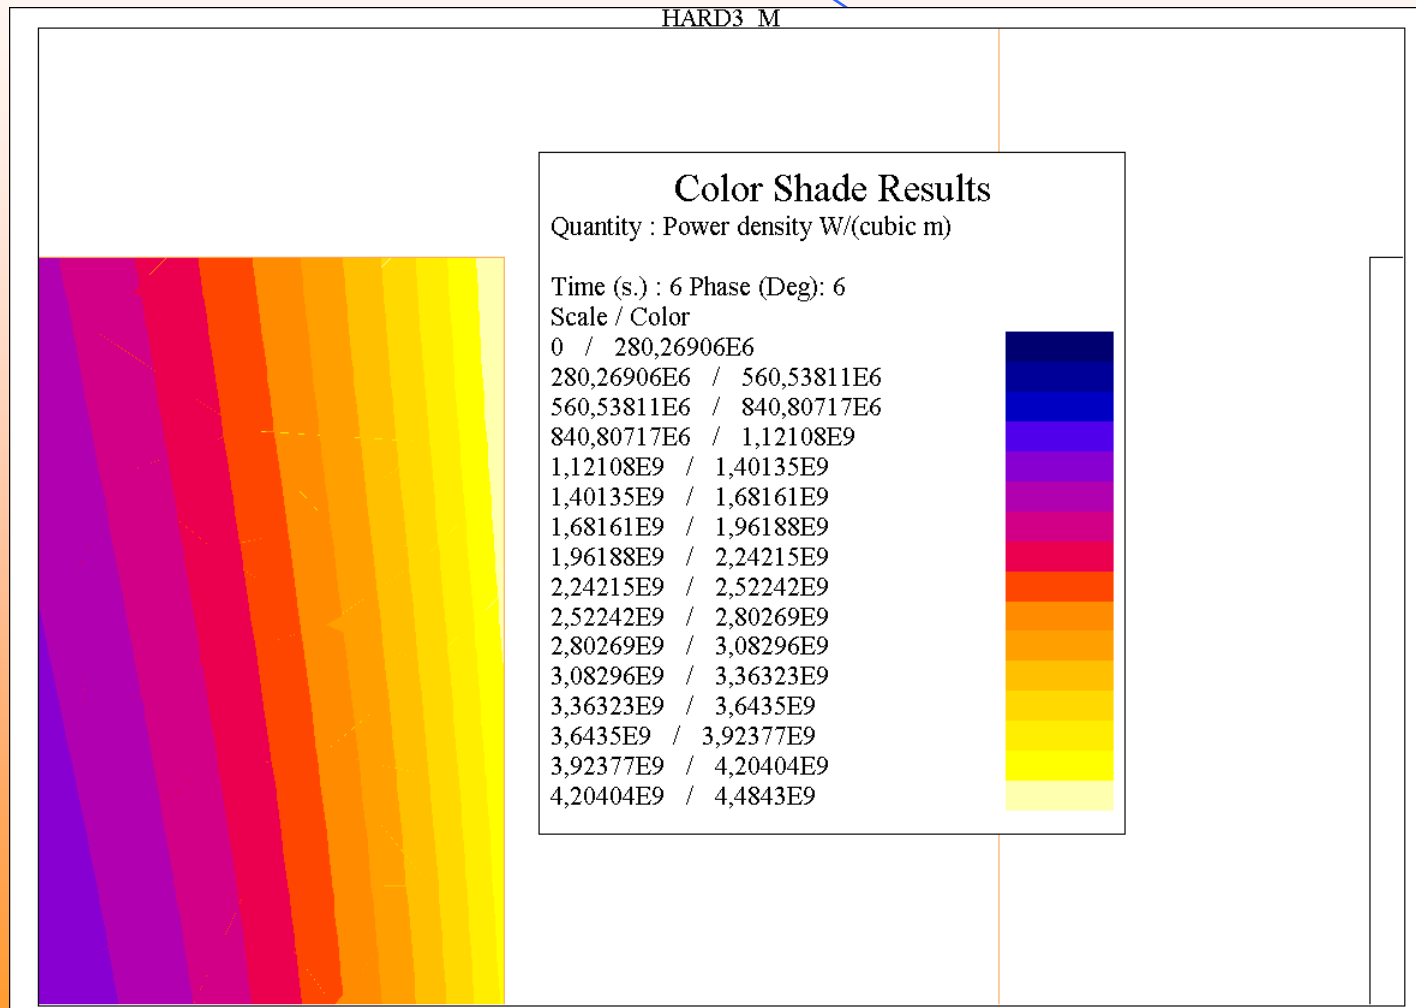 HARD3_M
Color Shade Results
Quantity : Power density W/(cubic m)
Time (s.) : 6 Phase (Deg): 6
Scale / Color
0 / 280,26906E6
280,26906E6 / 560,53811E6
560,53811E6 / 840,80717E6
840,80717E6 / 1,12108E9
1,12108E9 / 1,40135E9
1,40135E9 / 1,68161E9
1,68161E9 / 1,96188E9
1,96188E9 / 2,24215E9
2,24215E9 / 2,52242E9
2,52242E9 / 2,80269E9
2,80269E9 / 3,08296E9
3,08296E9 / 3,36323E9
3,36323E9 / 3,6435E9
3,6435E9 / 3,92377E9
3,92377E9 / 4,20404E9
4,20404E9 / 4,4843E9